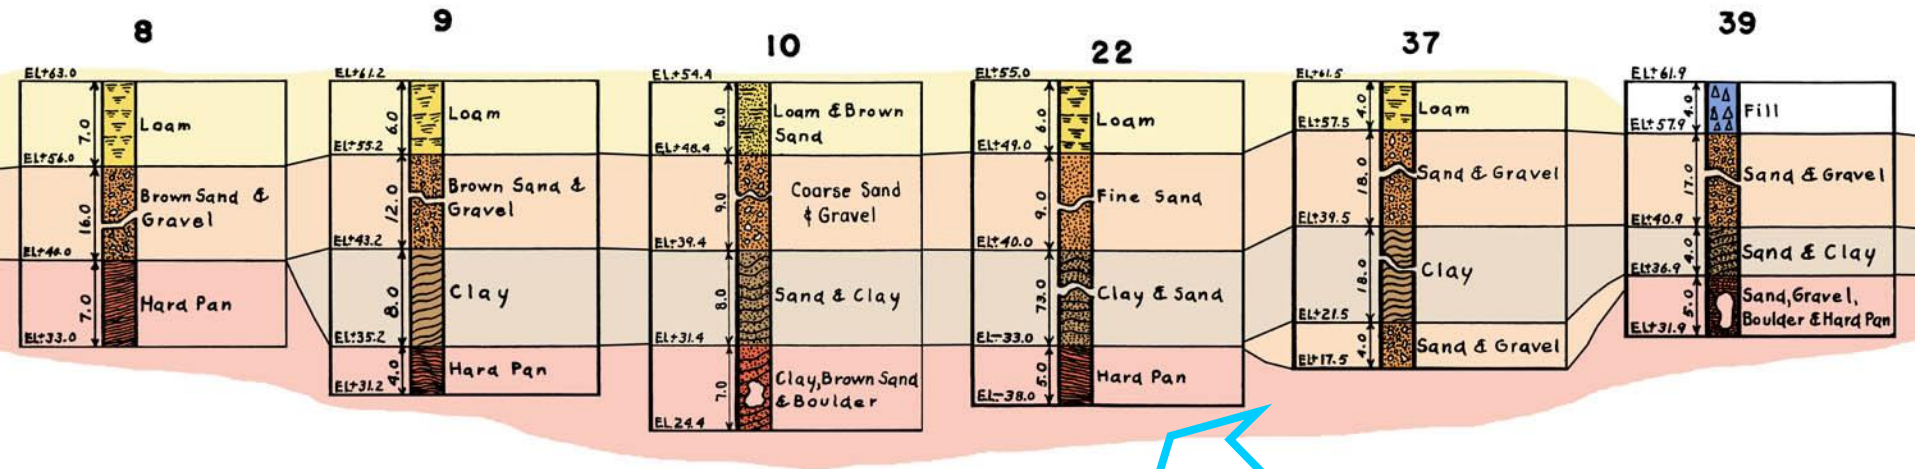 8
EL+63.0
7.0
Loam
EL+56.0
16.0
Brown Sand &
Gravel
EL+40.0
7.0
Hard Pan
EL+33.0
9
EL+61.2
6.0
Loam
EL+55.2
12.0
Brown Sand &
Gravel
EL+43.2
8.0
Clay
EL+35.2
4.0
Hard Pan
EL+31.2
10
EL+54.4
6.0
Loam & Brown
Sand
EL+48.4
9.0
Coarse Sand
& Gravel
EL+39.4
8.0
Sand & Clay
EL+31.4
7.0
Clay, Brown Sand
& Boulder
EL 24.4
22
EL+55.0
6.0
Loam
EL+49.0
9.0
Fine Sand
EL+40.0
73.0
Clay & Sand
EL-33.0
5.0
Hard Pan
EL-38.0
37
EL+61.5
4.0
Loam
EL+57.5
18.0
Sand & Gravel
EL+39.5
18.0
Clay
EL+21.5
4.0
Sand & Gravel
EL+17.5
39
EL+61.9
4.0
Fill
EL+57.9
17.0
Sand & Gravel
EL+40.9
4.0
Sand & Clay
EL+36.9
5.0
Sand, Gravel,
Boulder & Hard Pan
EL+31.9